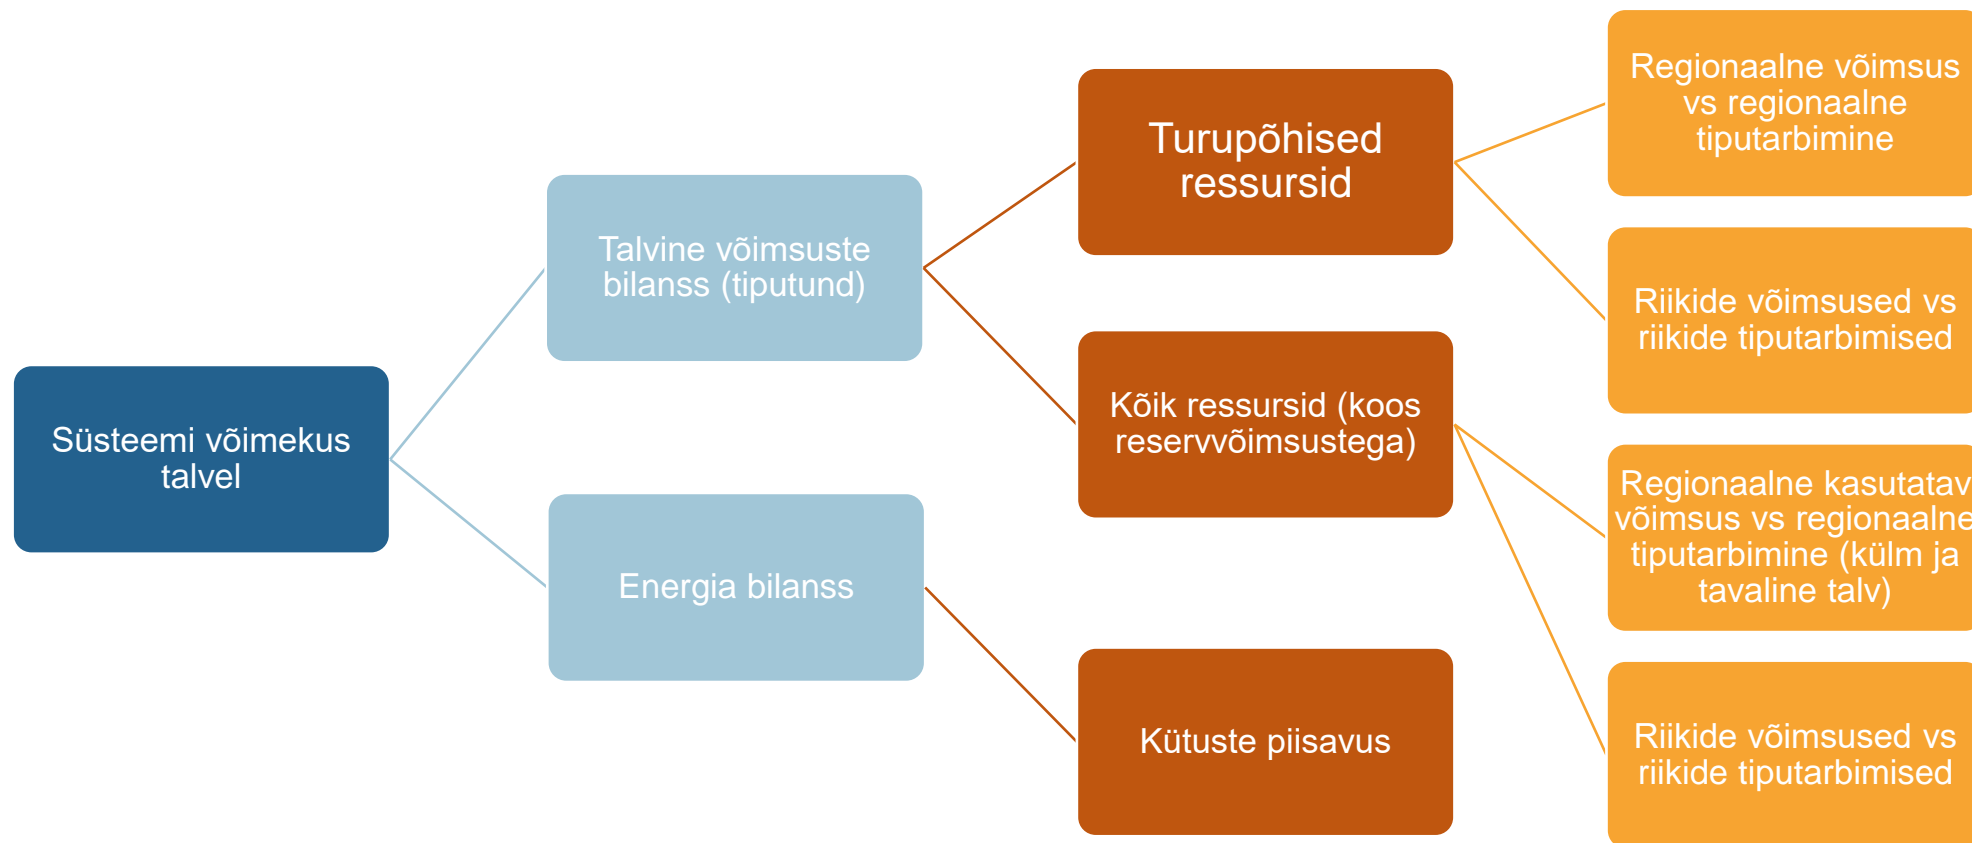 Süsteemi võimekus
talvel
Talvine võimsuste
bilanss (tiputund)
Energia bilanss
Turupõhised
ressursid
Kõik ressursid (koos
reservvõimsustega)
Kütuste piisavus
Regionaalne võimsus
vs regionaalne
tiputarbimine
Riikide võimsused vs
riikide tiputarbimised
Regionaalne kasutatav
võimsus vs regionaalne
tiputarbimine (külm ja
tavaline talv)
Riikide võimsused vs
riikide tiputarbimised